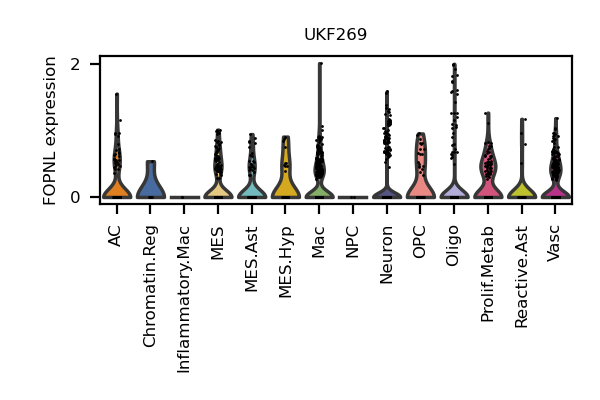 UKF269
FOPNL expression
2
0
AC
Chromatin.Reg
Inflammatory.Mac
MES
MES.Ast
MES.Hyp
Mac
NPC
Neuron
OPC
Oligo
Prolif.Metab
Reactive.Ast
Vasc